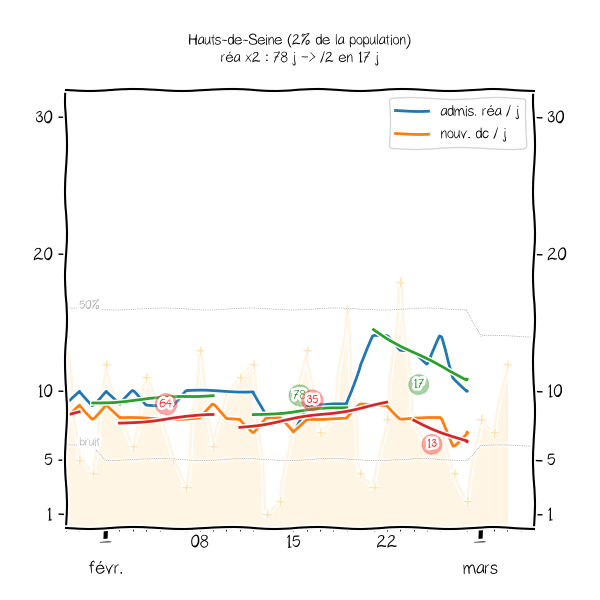 Hauts-de-Seine (2% de la population)
réa x2 : 78 j -> /2 en 17 j
admis. réa / j
nouv. dc / j
30
30
20
20
50%
10
10
64
78
35
17
13
bruit
5
5
1
1
08
15
22
févr.
mars